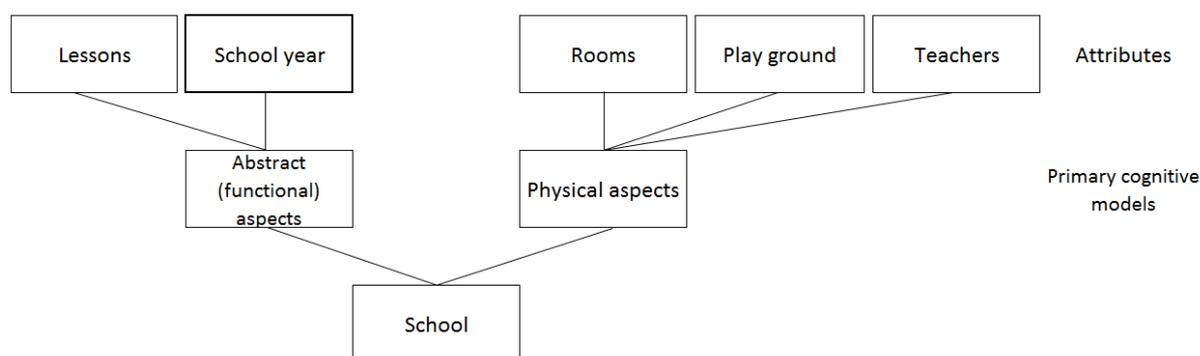 Lessons
School year
Rooms
Play ground
Teachers
Attributes
Abstract
(functional)
aspects
Physical aspects
Primary cognitive
models
School